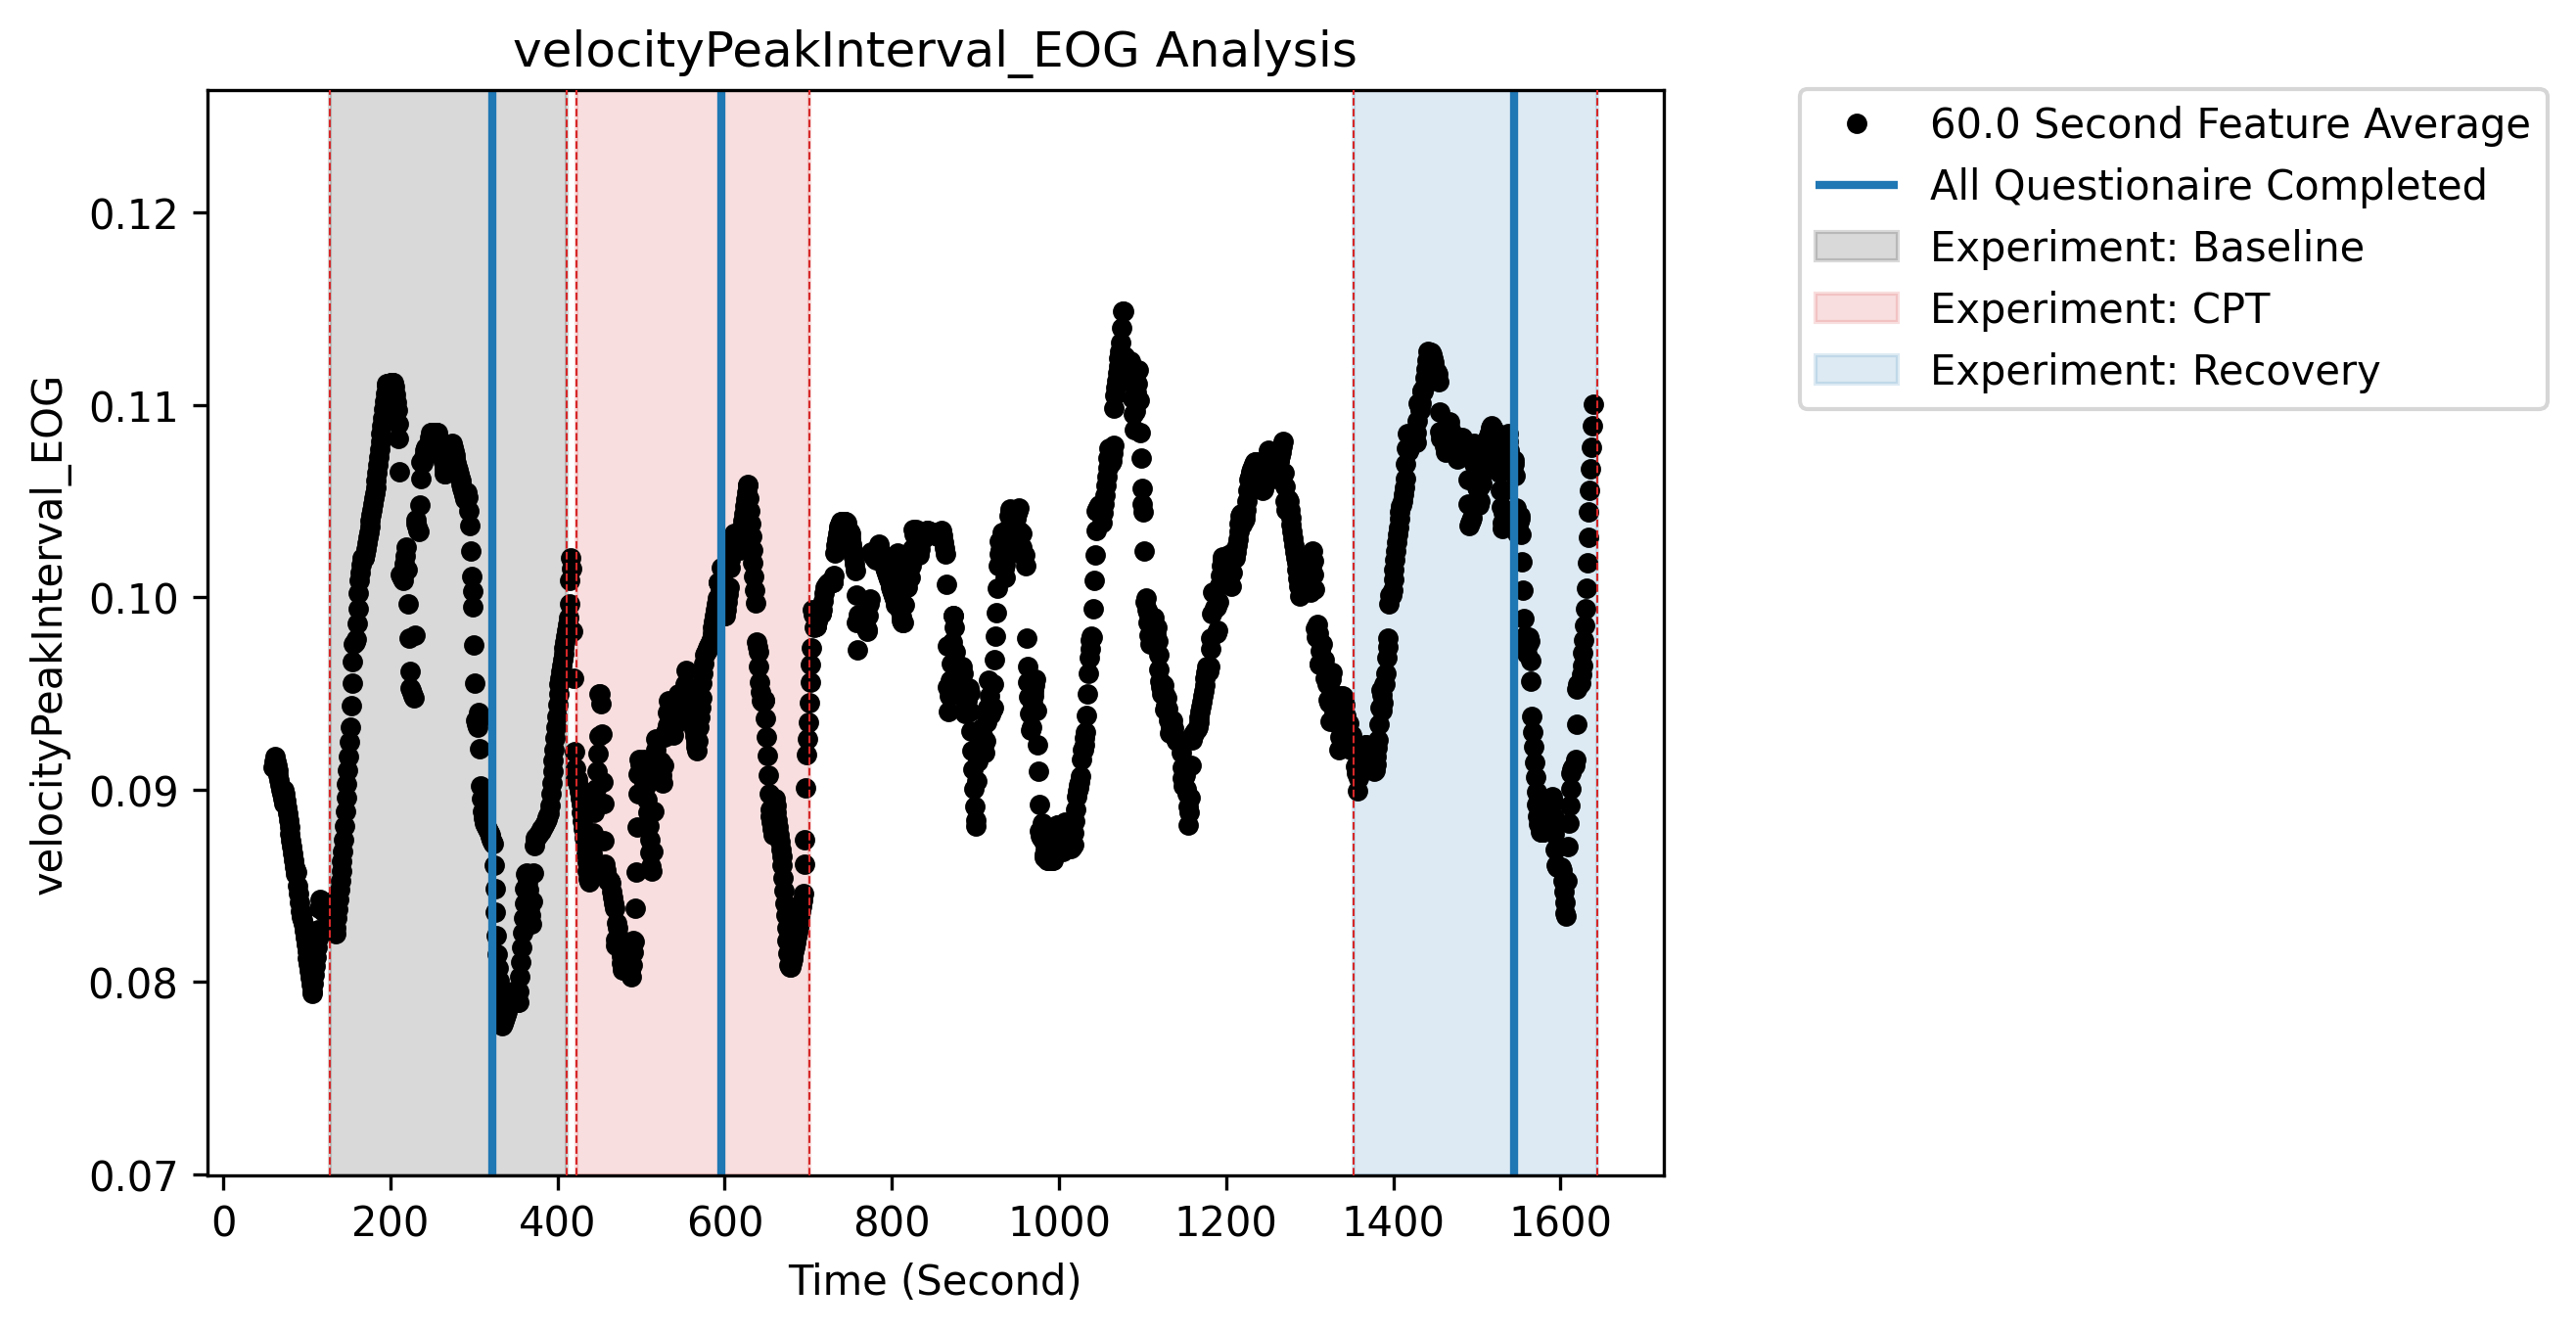 velocityPeakInterval_EOG Analysis
velocityPeakInterval_EOG
0.12
0.11
0.10
0.09
0.08
0.07
0 200 400 600 800 1000 1200 1400 1600
Time (Second)
60.0 Second Feature Average
All Questionaire Completed
Experiment: Baseline
Experiment: CPT
Experiment: Recovery